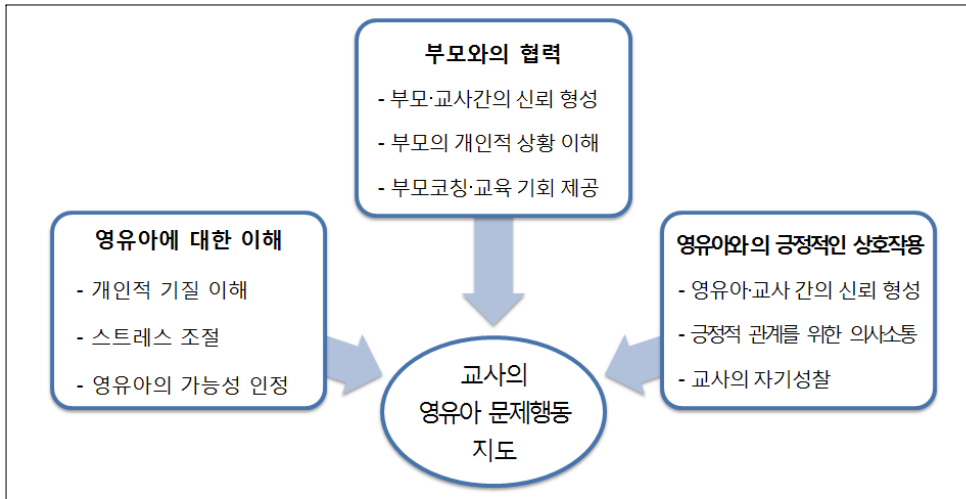 부모와의 협력
- 부모·교사간의 신뢰 형성
- 부모의 개인적 상황 이해
- 부모코칭·교육 기회 제공
영유아에 대한 이해
- 개인적 기질 이해
- 스트레스 조절
- 영유아의 가능성 인정
영유아와의 긍정적인 상호작용
- 영유아·교사 간의 신뢰 형성
- 긍정적 관계를 위한 의사소통
- 교사의 자기성찰
교사의
영유아 문제행동
지도